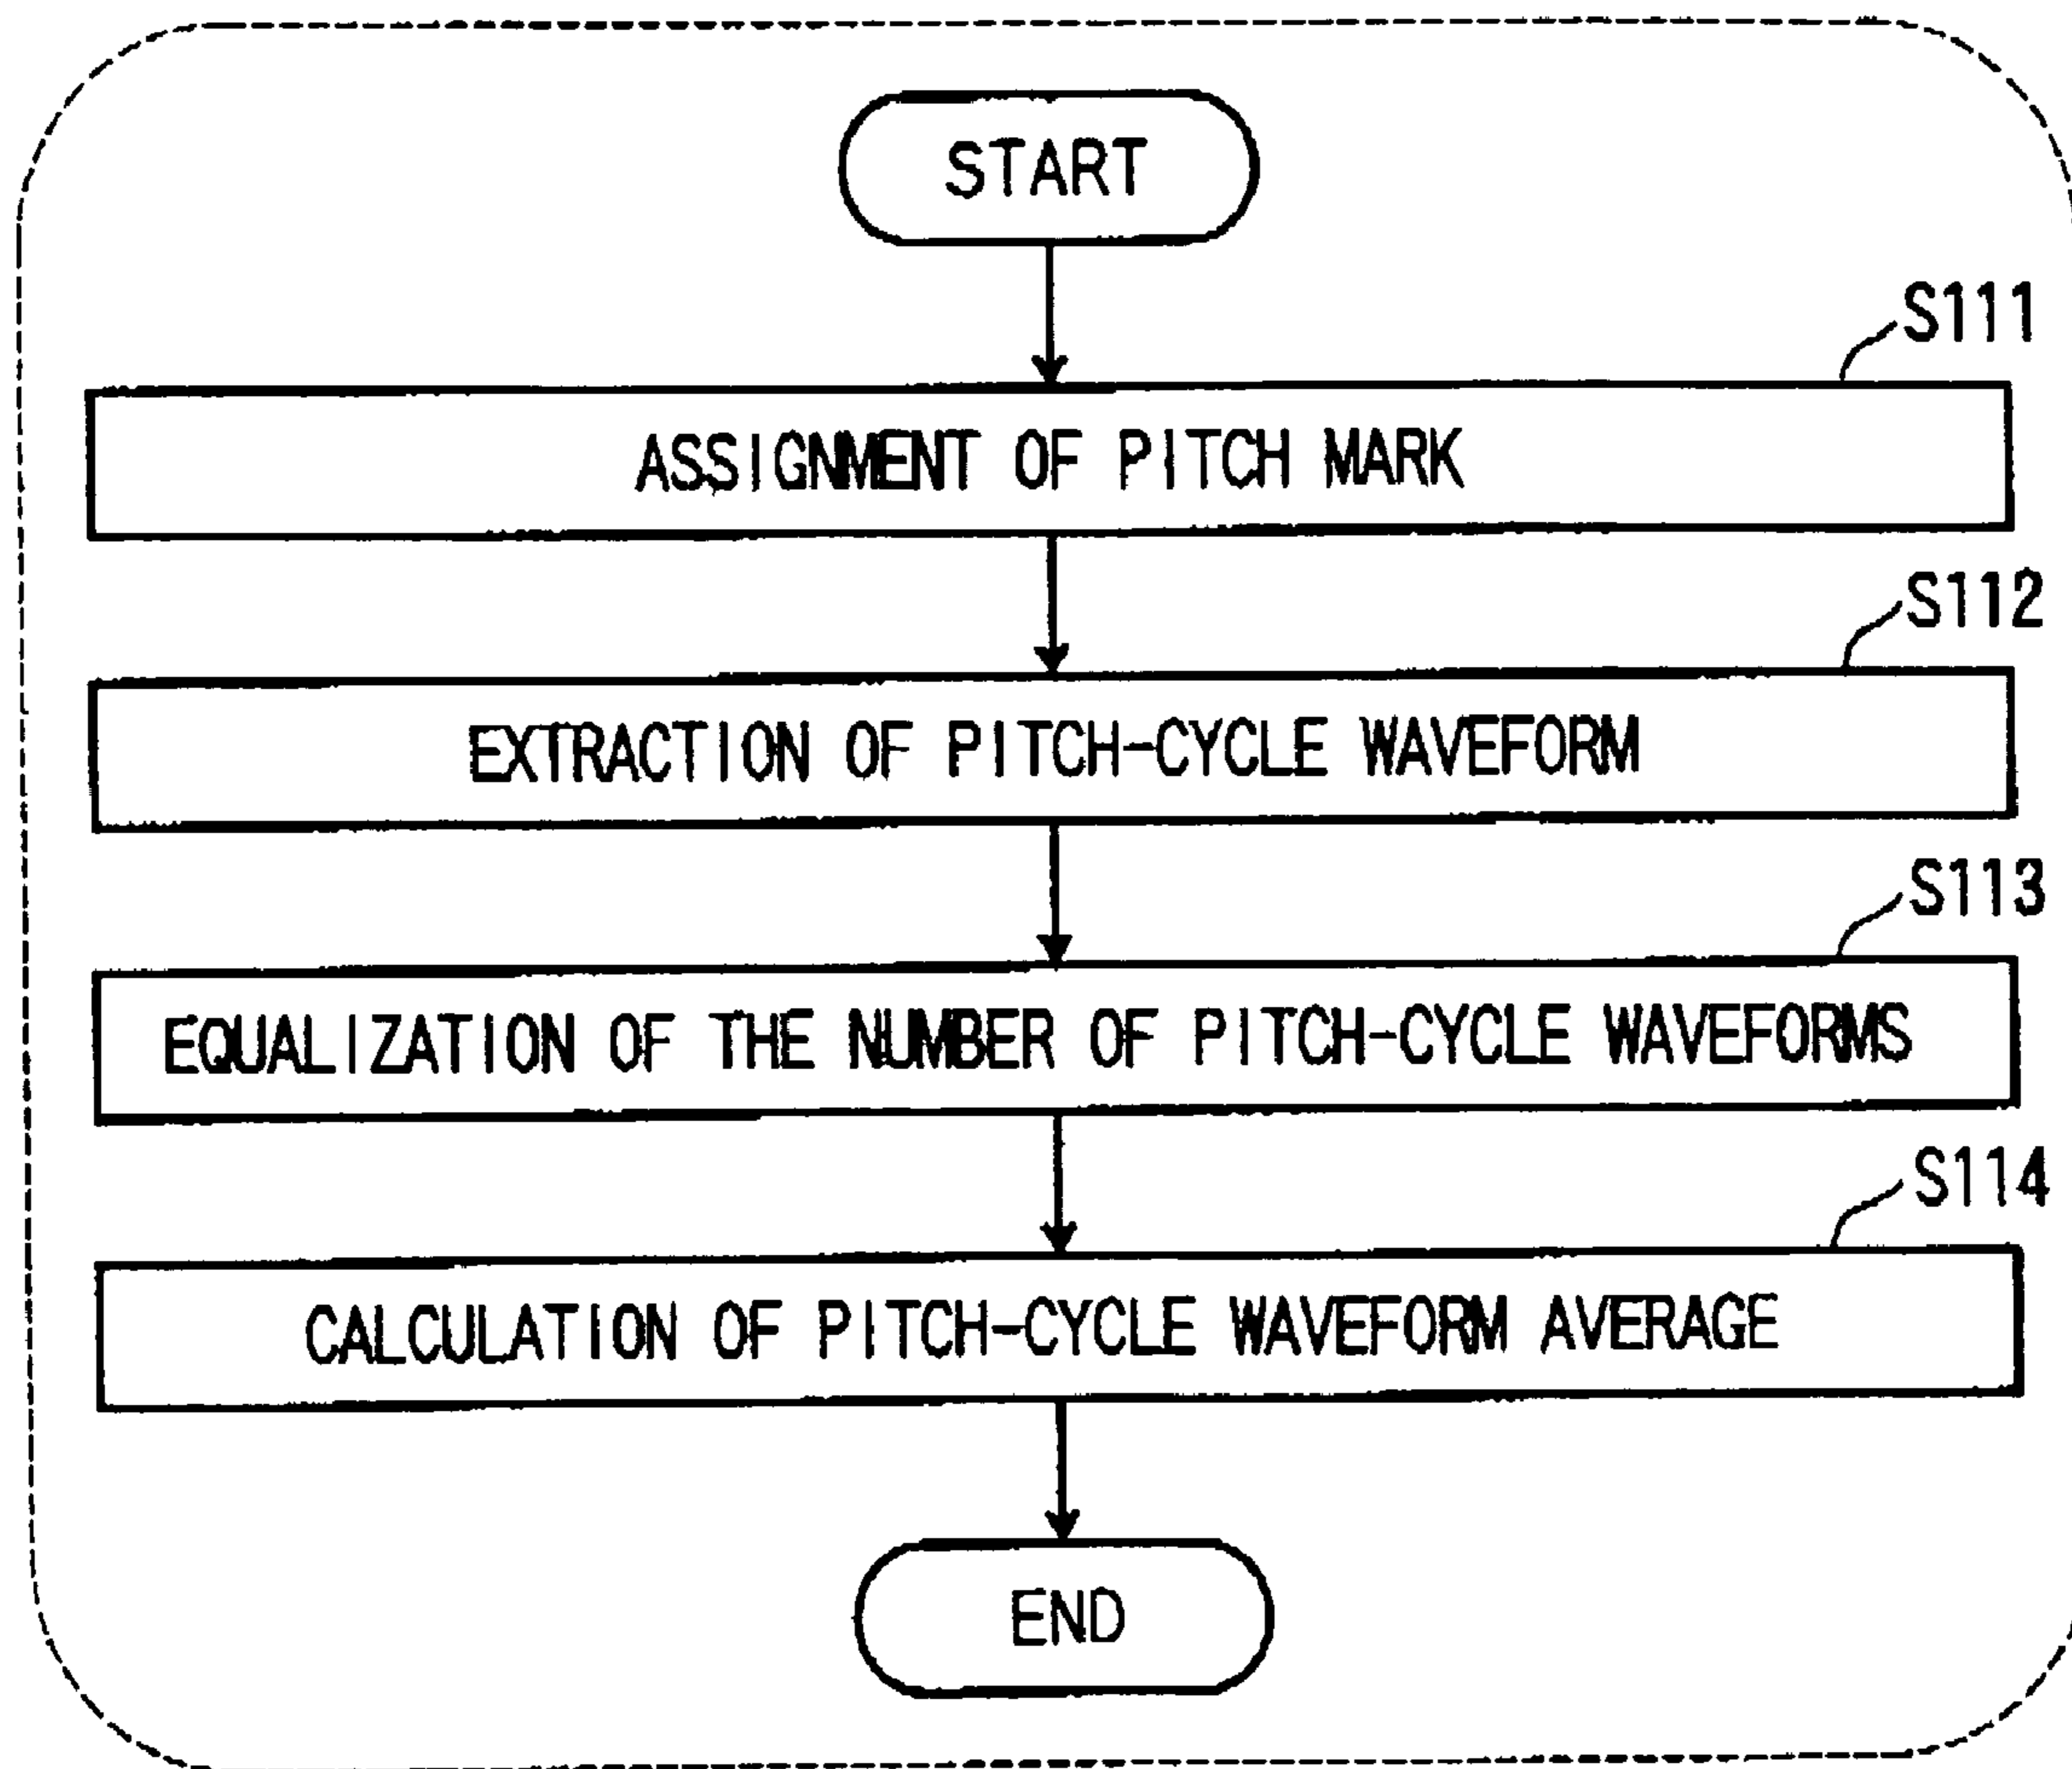 START
S111
ASSIGNMENT OF PITCH MARK
S112
EXTRACTION OF PITCH-CYCLE WAVEFORM
S113
EQUALIZATION OF THE NUMBER OF PITCH-CYCLE WAVEFORMS
S114
CALCULATION OF PITCH-CYCLE WAVEFORM AVERAGE
END